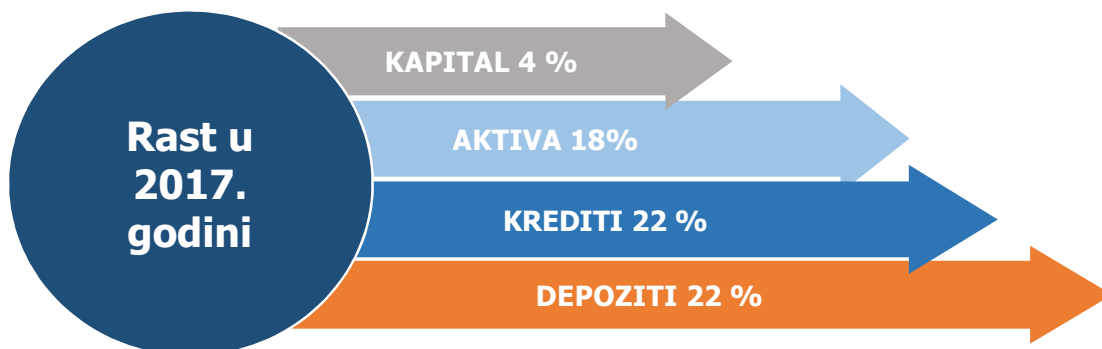 Rast u
2017.
godini
KAPITAL 4 %
AKTIVA 18%
KREDITI 22 %
DEPOZITI 22 %